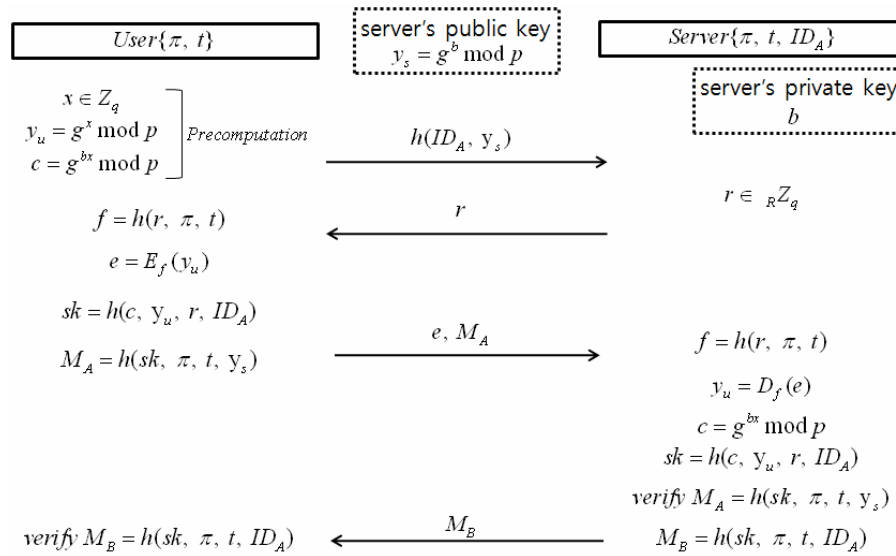 User{π, t}
server's public key
y_s = g^b mod p
Server{π, t, ID_A}
server's private key
b
x ∈ Z_q
y_u = g^x mod p
c = g^{bx} mod p
Precomputation
h(ID_A, y_s)
r ∈ _R Z_q
r
f = h(r, π, t)
e = E_f(y_u)
sk = h(c, y_u, r, ID_A)
M_A = h(sk, π, t, y_s)
e, M_A
f = h(r, π, t)
y_u = D_f(e)
c = g^{bx} mod p
sk = h(c, y_u, r, ID_A)
verify M_A = h(sk, π, t, y_s)
M_B = h(sk, π, t, ID_A)
M_B
verify M_B = h(sk, π, t, ID_A)